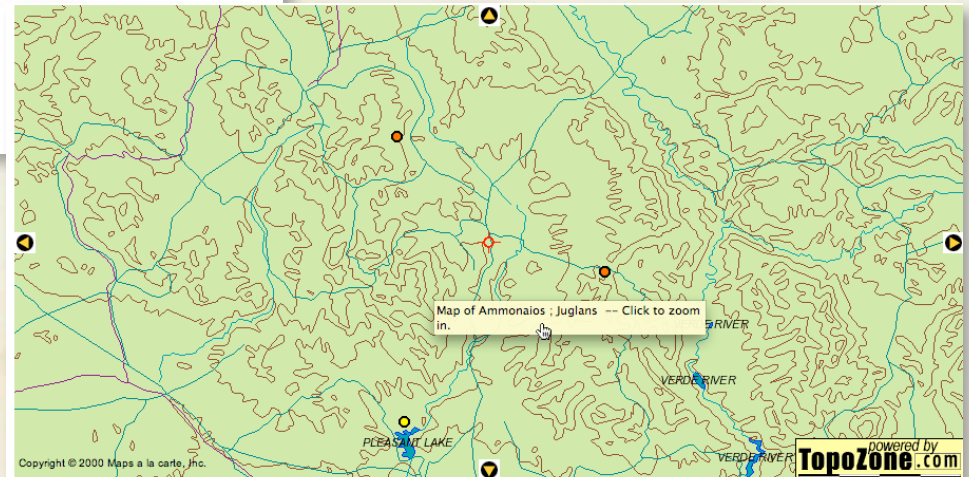 Map of Ammonaios ; Juglans -- Click to zoom
in.
RIVER
VERDE RIVER
PLEASANT LAKE
VERDE RIVER
powered by
TopoZone.com
Copyright © 2000 Maps a la carte, Inc.